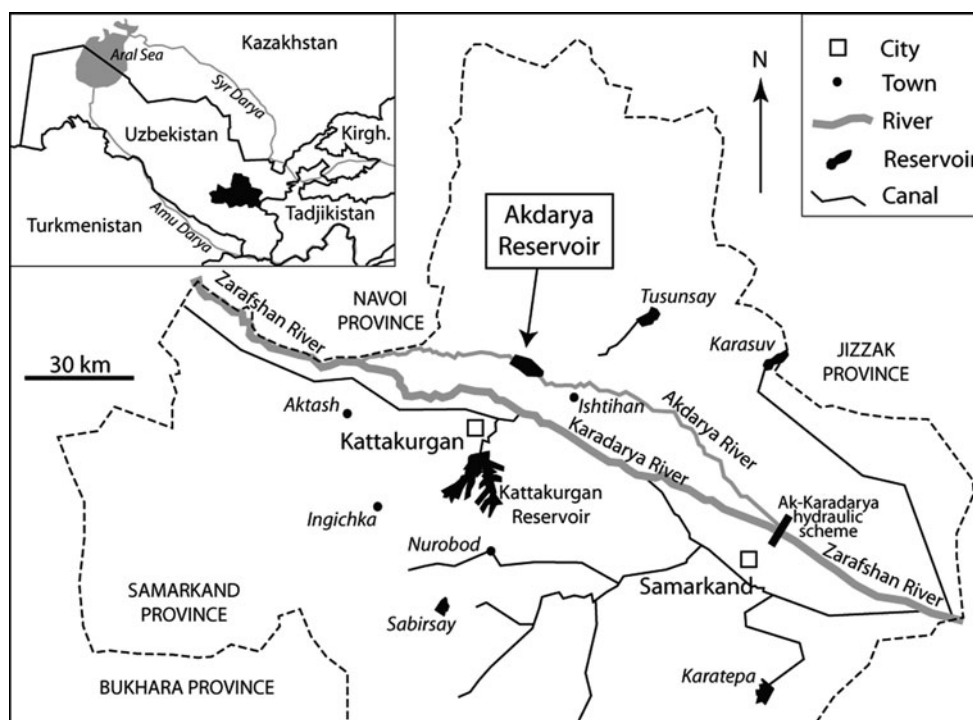 Kazakhstan
Aral Sea
Syr Darya
Uzbekistan
Kirgh.
Tadjikistan
Turkmenistan
Amu Darya
N
City
Town
River
Reservoir
Canal
Akdarya
Reservoir
Zarafshan River
NAVOI
PROVINCE
Tusunsay
Karasuv
JIZZAK
PROVINCE
30 km
Aktash
Ishtihan
Akdarya River
Kattakurgan
Karadarya River
Kattakurgan
Reservoir
Ak-Karadarya
hydraulic
scheme
Ingichka
Nurobod
Zarafshan River
SAMARKAND
PROVINCE
Samarkand
Sabirsay
Karatepa
BUKHARA PROVINCE